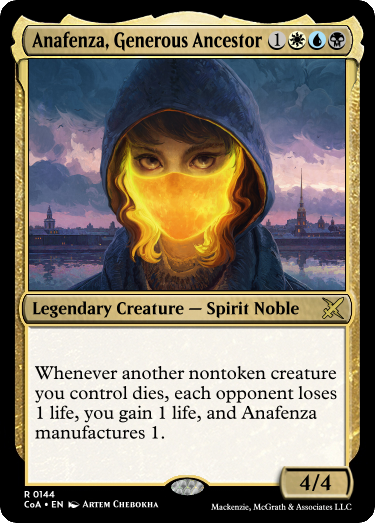 Anafenza, Generous Ancestor 1
Legendary Creature — Spirit Noble
Whenever another nontoken creature
you control dies, each opponent loses
1 life, you gain 1 life, and Anafenza
manufactures 1.
4/4
R 0144
CoA • EN Artem Chebokha
Mackenzie, McGrath & Associates LLC